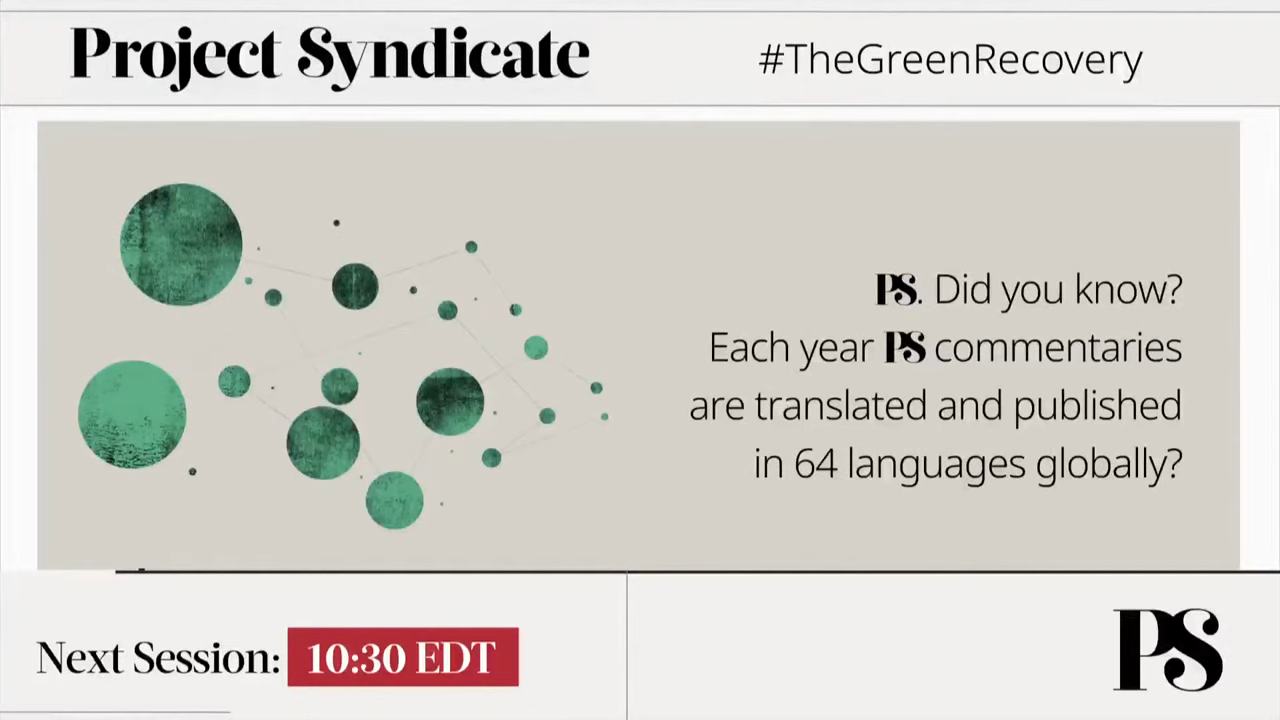 Project Syndicate
#TheGreenRecovery
PS. Did you know?
Each year PS commentaries
are translated and published
in 64 languages globally?
Next Session: 10:30 EDT
PS